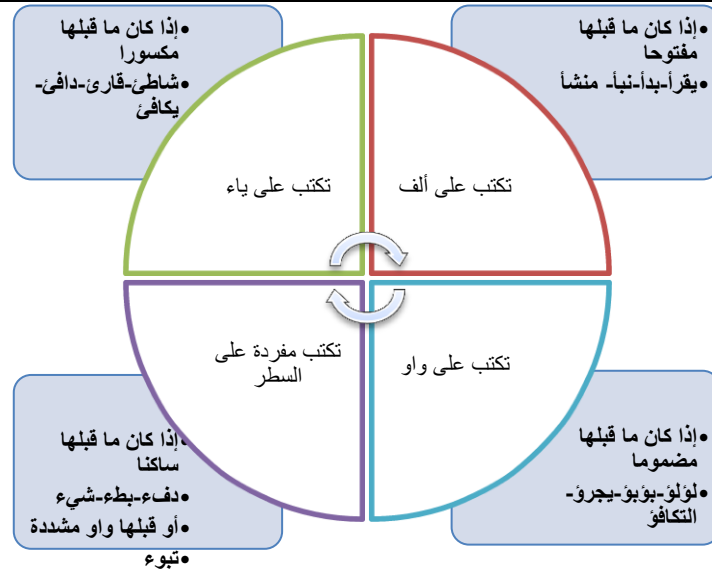 •إذا كان ما قبلها
مفتوحا
•يقرأ-بدأ-نبأ- منشأ
تكتب على ألف
•إذا كان ما قبلها
مكسورا
•شاطئ-قارئ-دافئ-
يكافئ
تكتب على ياء
تكتب على واو
•إذا كان ما قبلها
مضموما
•لؤلؤ-بؤبؤ-يجرؤ-
التكافؤ
تكتب مفردة على
السطر
•إذا كان ما قبلها
ساكنا
•دفء-بطء-شيء
•أو قبلها واو مشددة
•تبوء